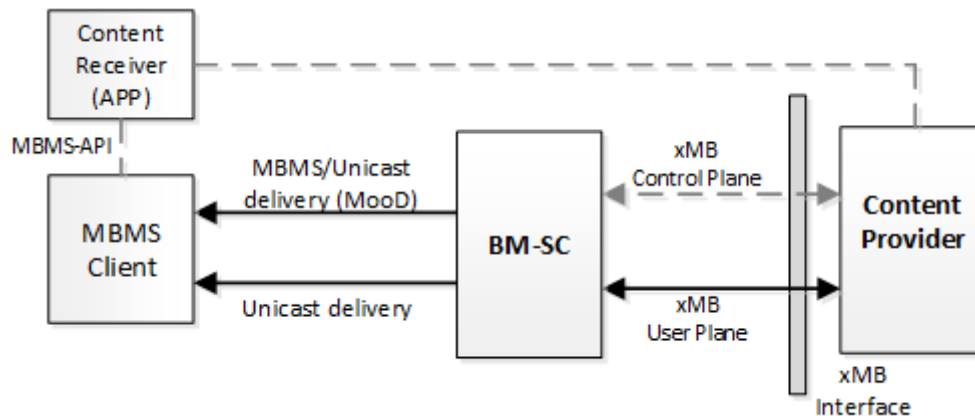 Content
Receiver
(APP)
MBMS-API
MBMS
Client
MBMS/Unicast
delivery (MooD)
Unicast delivery
BM-SC
xMB
Control Plane
xMB
User Plane
Content
Provider
xMB
Interface